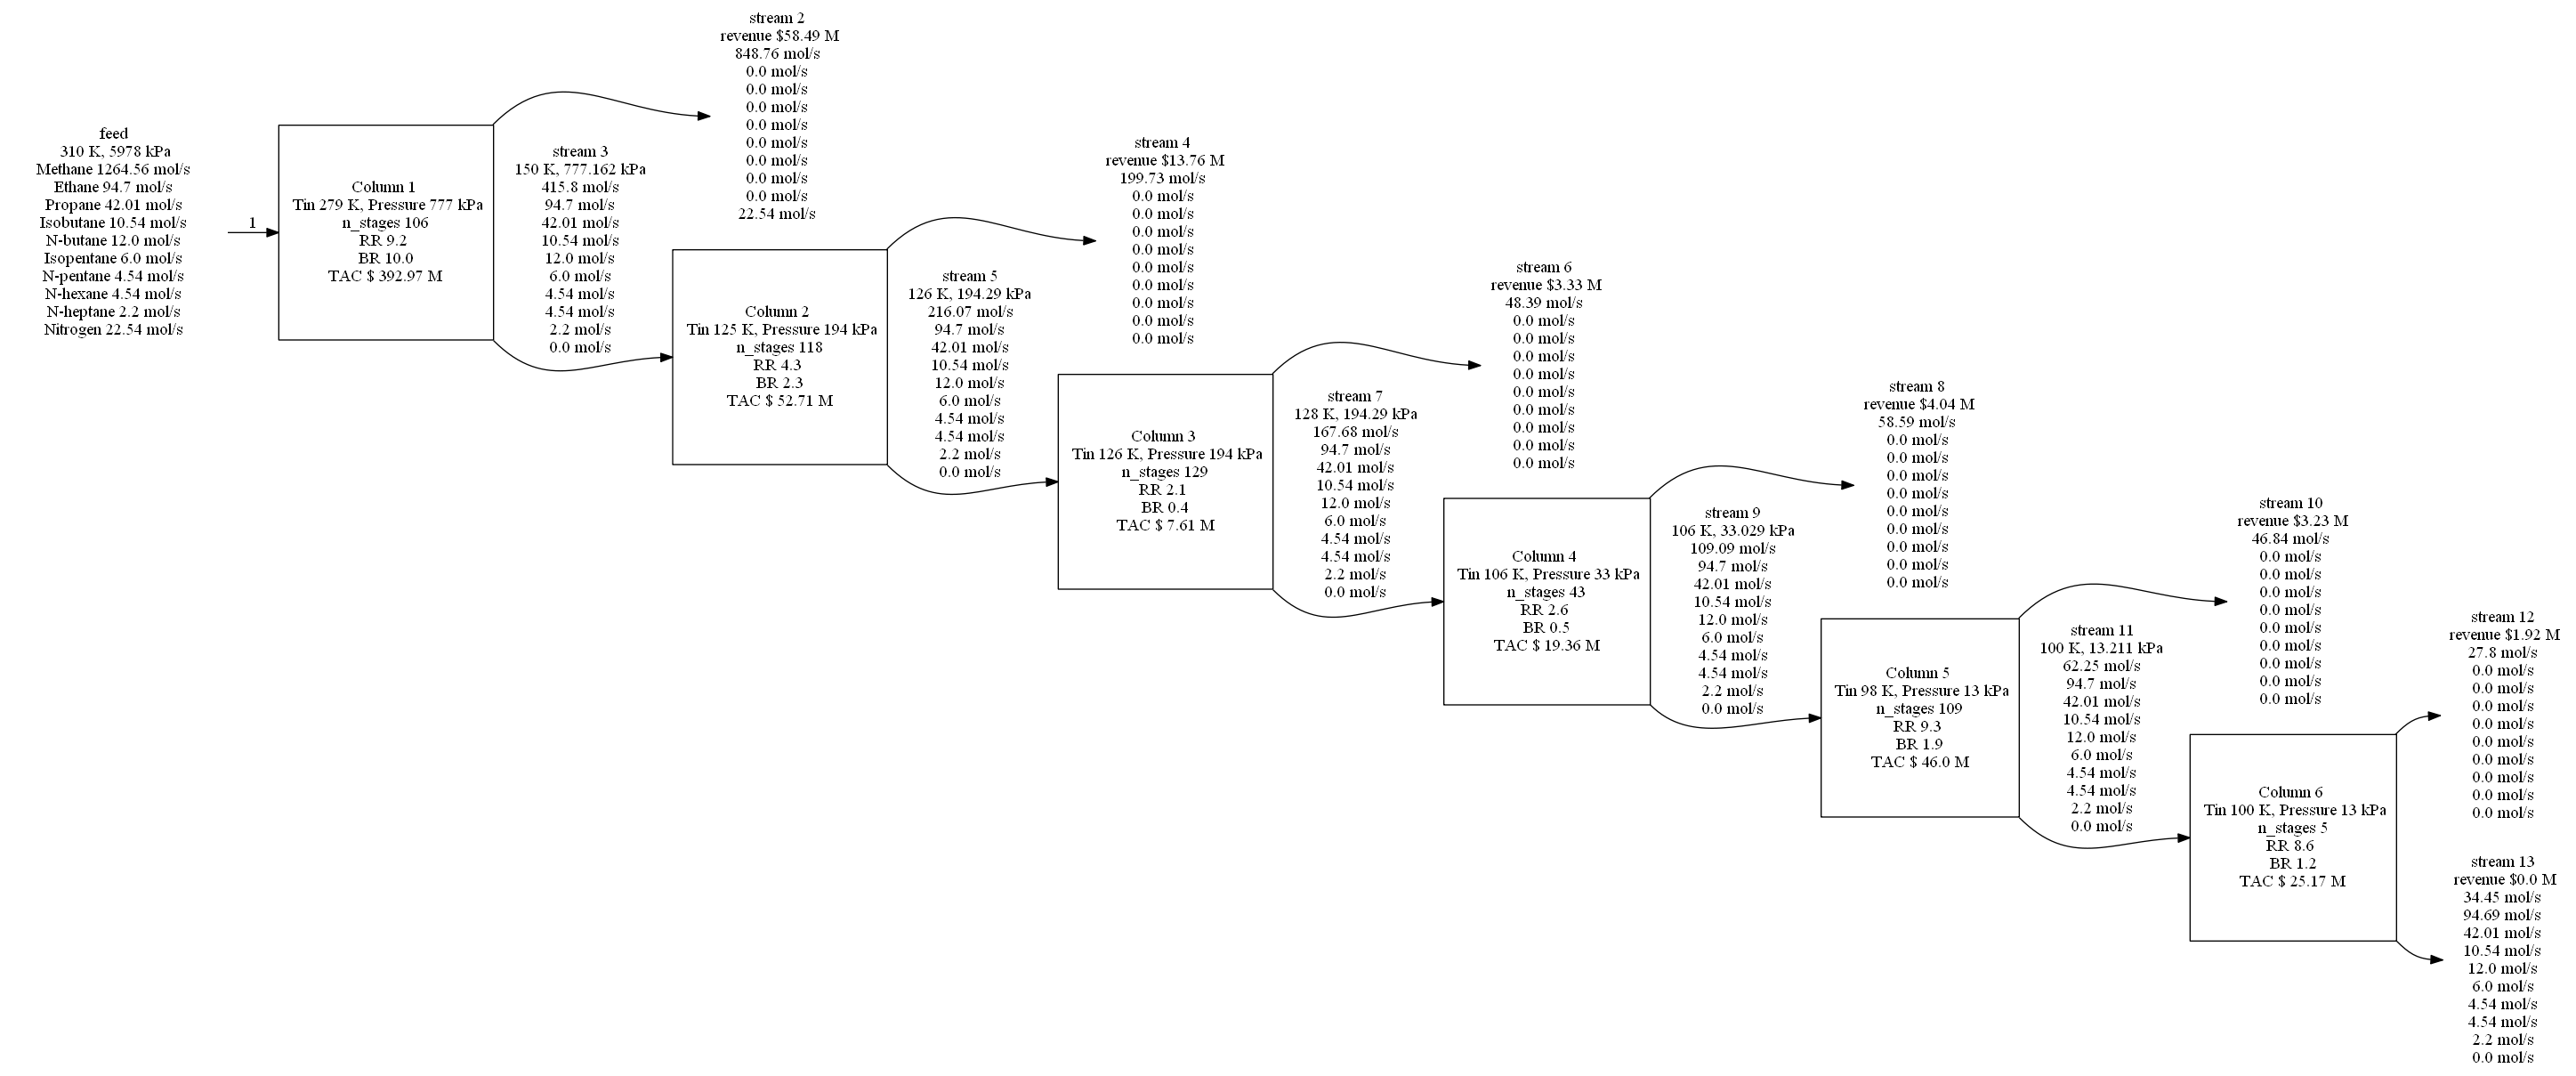 feed
310 K, 5978 kPa
Methane 1264.56 mol/s
Ethane 94.7 mol/s
Propane 42.01 mol/s
Isobutane 10.54 mol/s
N-butane 12.0 mol/s
Isopentane 6.0 mol/s
N-pentane 4.54 mol/s
N-hexane 4.54 mol/s
N-heptane 2.2 mol/s
Nitrogen 22.54 mol/s
1
Column 1
Tin 279 K, Pressure 777 kPa
n_stages 106
RR 9.2
BR 10.0
TAC $ 392.97 M
stream 2
revenue $58.49 M
848.76 mol/s
0.0 mol/s
0.0 mol/s
0.0 mol/s
0.0 mol/s
0.0 mol/s
0.0 mol/s
0.0 mol/s
0.0 mol/s
22.54 mol/s
stream 3
150 K, 777.162 kPa
415.8 mol/s
94.7 mol/s
42.01 mol/s
10.54 mol/s
12.0 mol/s
6.0 mol/s
4.54 mol/s
4.54 mol/s
2.2 mol/s
0.0 mol/s
Column 2
Tin 125 K, Pressure 194 kPa
n_stages 118
RR 4.3
BR 2.3
TAC $ 52.71 M
stream 4
revenue $13.76 M
199.73 mol/s
0.0 mol/s
0.0 mol/s
0.0 mol/s
0.0 mol/s
0.0 mol/s
0.0 mol/s
0.0 mol/s
0.0 mol/s
0.0 mol/s
stream 5
126 K, 194.29 kPa
216.07 mol/s
94.7 mol/s
42.01 mol/s
10.54 mol/s
12.0 mol/s
6.0 mol/s
4.54 mol/s
4.54 mol/s
2.2 mol/s
0.0 mol/s
Column 3
Tin 126 K, Pressure 194 kPa
n_stages 129
RR 2.1
BR 0.4
TAC $ 7.61 M
stream 6
revenue $3.33 M
48.39 mol/s
0.0 mol/s
0.0 mol/s
0.0 mol/s
0.0 mol/s
0.0 mol/s
0.0 mol/s
0.0 mol/s
0.0 mol/s
0.0 mol/s
stream 7
128 K, 194.29 kPa
167.68 mol/s
94.7 mol/s
42.01 mol/s
10.54 mol/s
12.0 mol/s
6.0 mol/s
4.54 mol/s
4.54 mol/s
2.2 mol/s
0.0 mol/s
Column 4
Tin 106 K, Pressure 33 kPa
n_stages 43
RR 2.6
BR 0.5
TAC $ 19.36 M
stream 8
revenue $4.04 M
58.59 mol/s
0.0 mol/s
0.0 mol/s
0.0 mol/s
0.0 mol/s
0.0 mol/s
0.0 mol/s
0.0 mol/s
0.0 mol/s
0.0 mol/s
stream 9
106 K, 33.029 kPa
109.09 mol/s
94.7 mol/s
42.01 mol/s
10.54 mol/s
12.0 mol/s
6.0 mol/s
4.54 mol/s
4.54 mol/s
2.2 mol/s
0.0 mol/s
Column 5
Tin 98 K, Pressure 13 kPa
n_stages 109
RR 9.3
BR 1.9
TAC $ 46.0 M
stream 10
revenue $3.23 M
46.84 mol/s
0.0 mol/s
0.0 mol/s
0.0 mol/s
0.0 mol/s
0.0 mol/s
0.0 mol/s
0.0 mol/s
0.0 mol/s
0.0 mol/s
stream 11
100 K, 13.211 kPa
62.25 mol/s
94.7 mol/s
42.01 mol/s
10.54 mol/s
12.0 mol/s
6.0 mol/s
4.54 mol/s
4.54 mol/s
2.2 mol/s
0.0 mol/s
Column 6
Tin 100 K, Pressure 13 kPa
n_stages 5
RR 8.6
BR 1.2
TAC $ 25.17 M
stream 12
revenue $1.92 M
27.8 mol/s
0.0 mol/s
0.0 mol/s
0.0 mol/s
0.0 mol/s
0.0 mol/s
0.0 mol/s
0.0 mol/s
0.0 mol/s
0.0 mol/s
stream 13
revenue $0.0 M
34.45 mol/s
94.69 mol/s
42.01 mol/s
10.54 mol/s
12.0 mol/s
6.0 mol/s
4.54 mol/s
4.54 mol/s
2.2 mol/s
0.0 mol/s